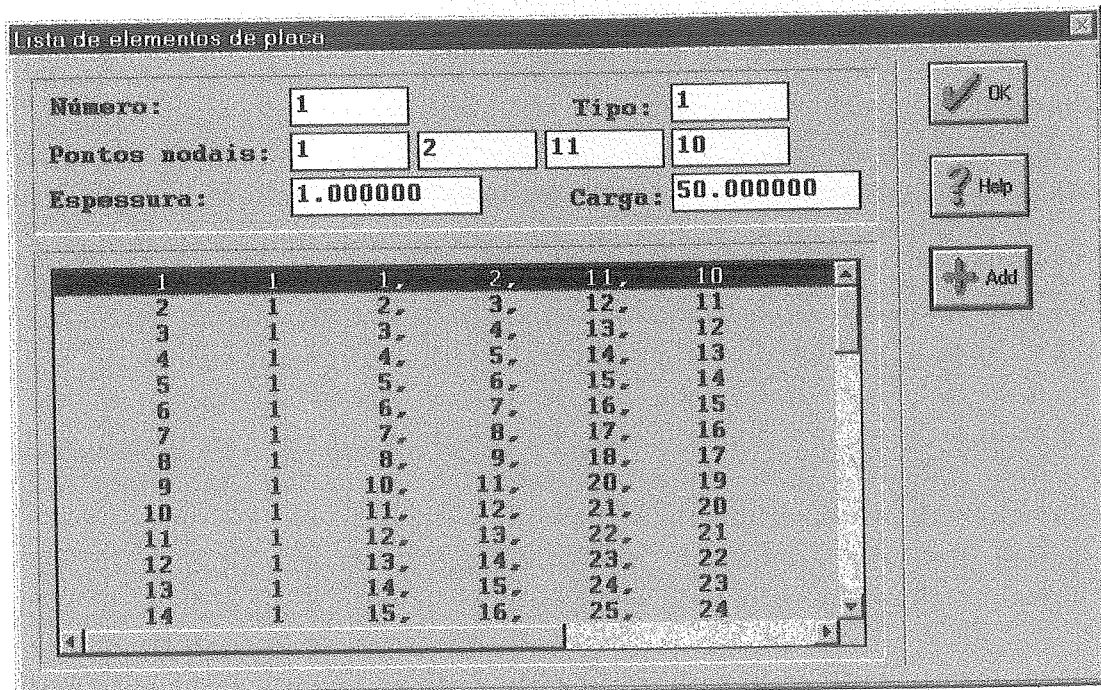 Lista de elementos de placa
Número: 1 Tipo: 1
Pontos nodais: 1 2 11 10
Espessura: 1.000000 Carga: 50.000000
OK
Help
Add
1 1 1, 2, 11, 10
2 1 2, 3, 12, 11
3 1 3, 4, 13, 12
4 1 4, 5, 14, 13
5 1 5, 6, 15, 14
6 1 6, 7, 16, 15
7 1 7, 8, 17, 16
8 1 8, 9, 18, 17
9 1 10, 11, 20, 19
10 1 11, 12, 21, 20
11 1 12, 13, 22, 21
12 1 13, 14, 23, 22
13 1 14, 15, 24, 23
14 1 15, 16, 25, 24